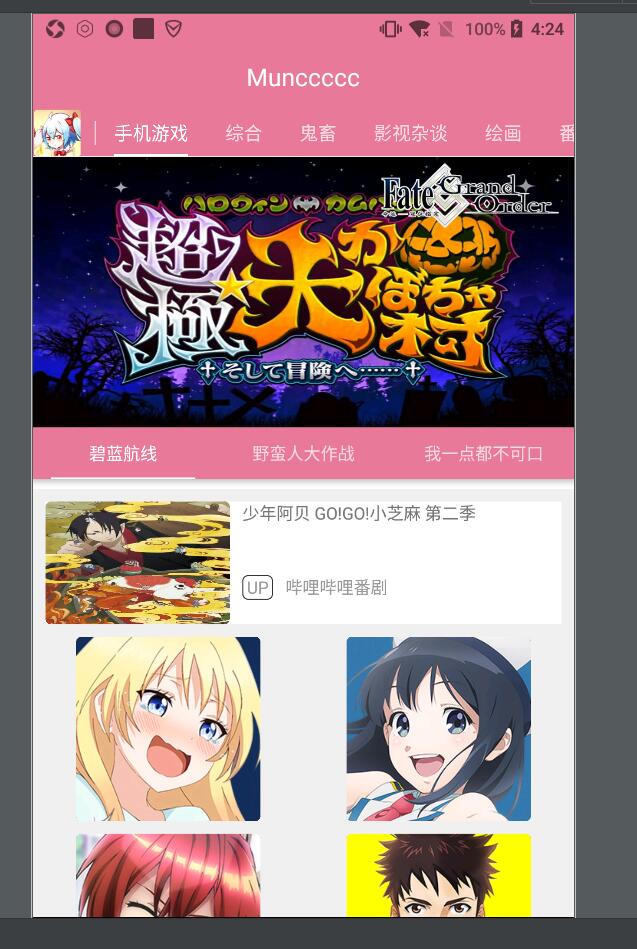 100% 4:24
Munccccc
手机游戏 综合 鬼畜 影视杂谈 绘画 番
ハロウィン カムバ
Fate Grand Order
超極★大かぼちゃ村
そして冒険へ……
碧蓝航线 野蛮人大作战 我一点都不可口
少年阿贝 GO!GO!小芝麻 第二季
UP 哔哩哔哩番剧